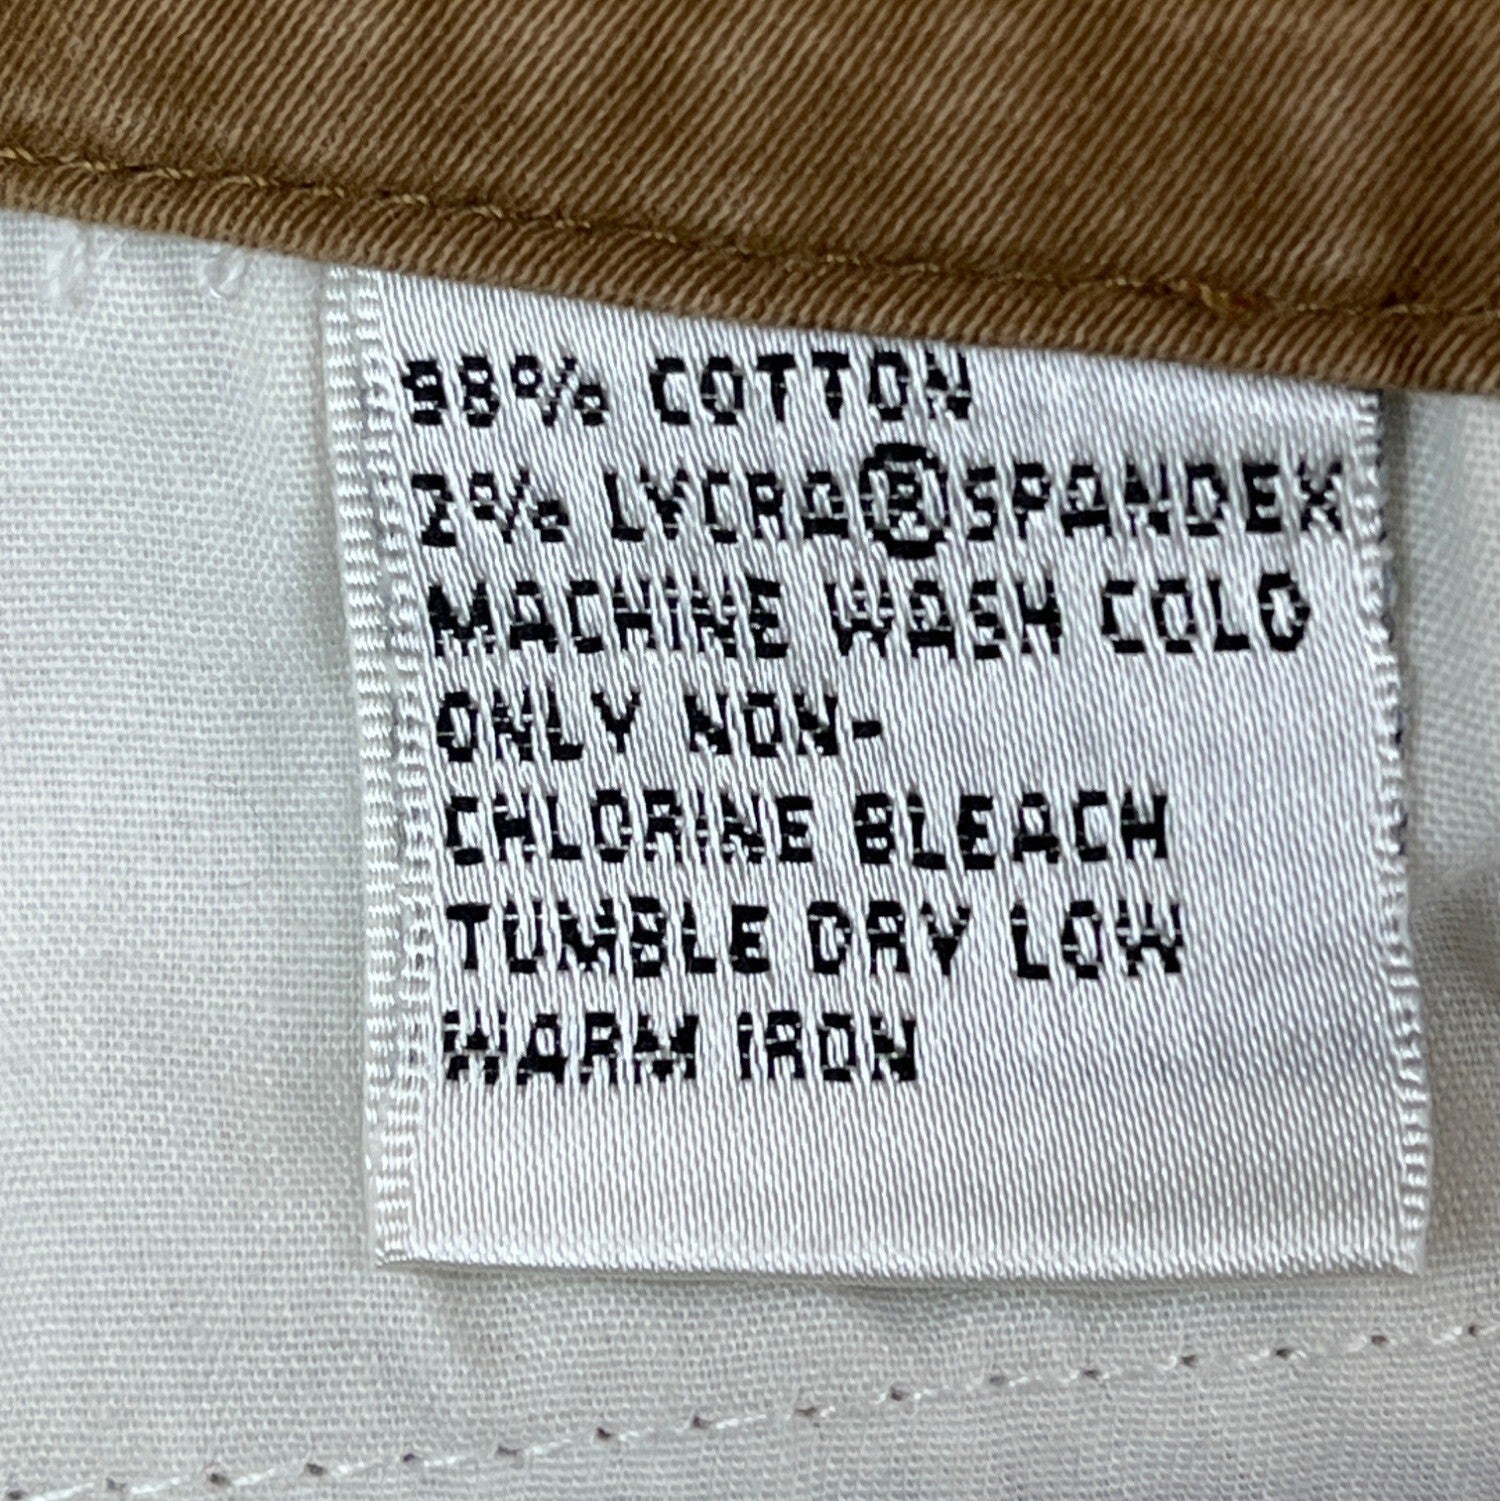 98% COTTON
2% LYCRA®SPANDEX
MACHINE WASH COLD
ONLY NON-
CHLORINE BLEACH
TUMBLE DRY LOW
WARM IRON